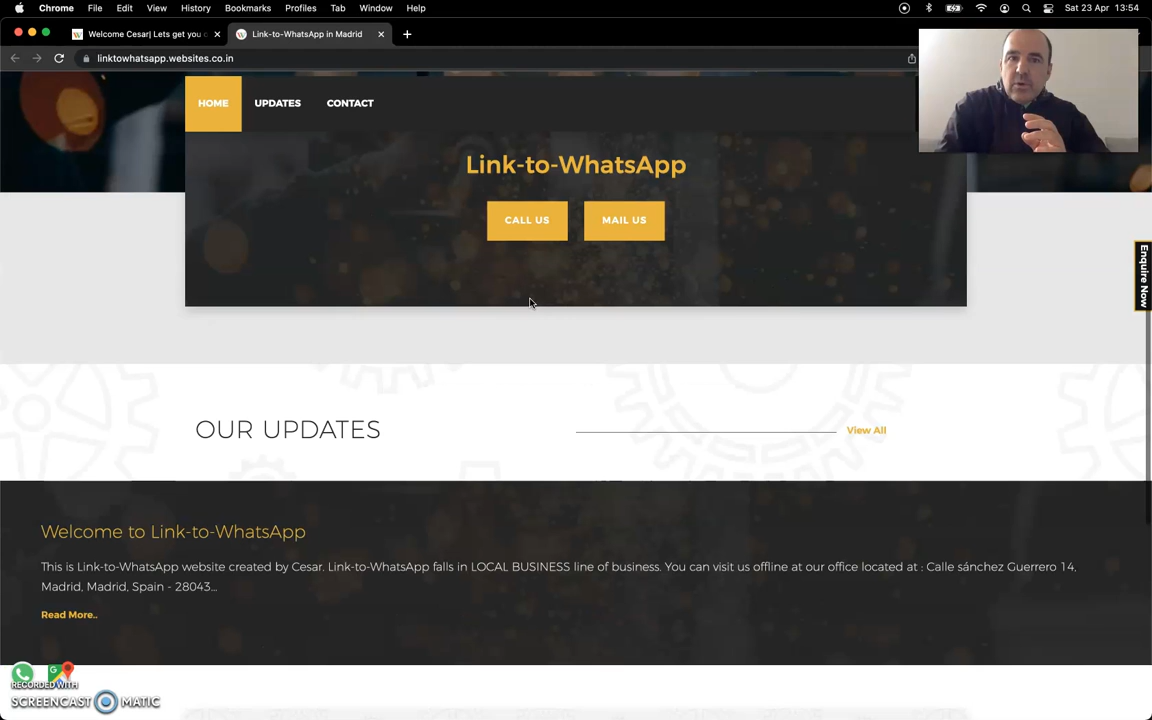 Chrome File Edit View History Bookmarks Profiles Tab Window Help Sat 23 Apr 13:54
Welcome Cesar| Lets get you Link-to-WhatsApp in Madrid
linktowhatsapp.websites.co.in
HOME UPDATES CONTACT
Link-to-WhatsApp
CALL US MAIL US
Enquire Now
OUR UPDATES View All
Welcome to Link-to-WhatsApp
This is Link-to-WhatsApp website created by Cesar. Link-to-WhatsApp falls in LOCAL BUSINESS line of business. You can visit us offline at our office located at : Calle sánchez Guerrero 14,
Madrid, Madrid, Spain - 28043...
Read More..
RECORDED WITH
SCREENCAST MATIC